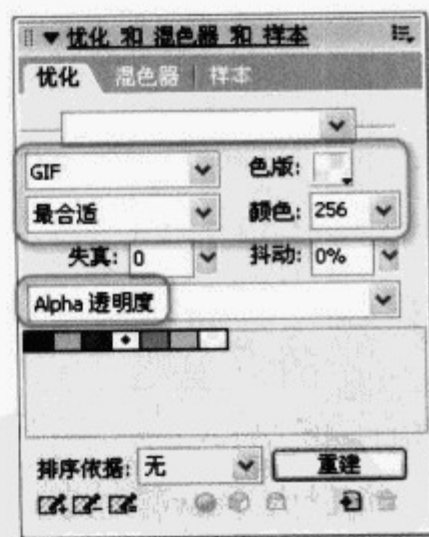 优化 和 混色器 和 样本
优化 混色器 样本
GIF 色版:
最合适 颜色: 256
失真: 0 抖动: 0%
Alpha 透明度
排序依据: 无 重建